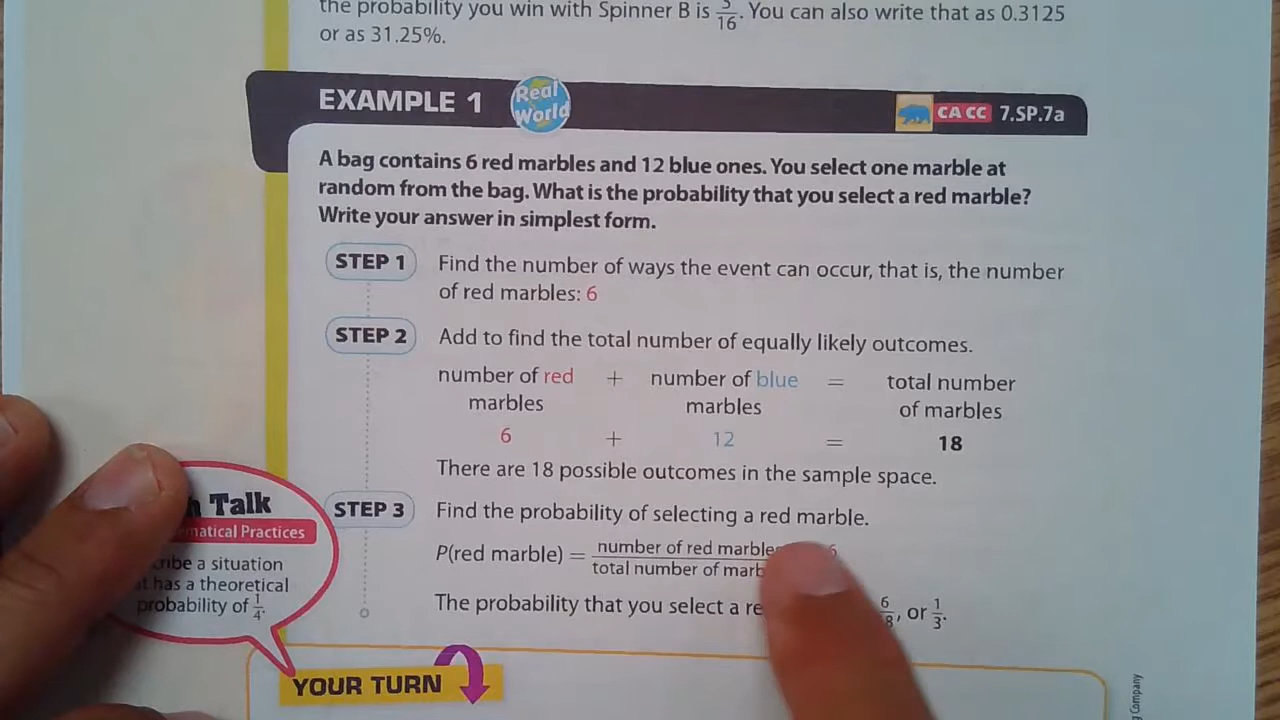 the probability you win with Spinner B is 5/16. You can also write that as 0.3125
or as 31.25%.
EXAMPLE 1
Real
World
CA CC 7.SP.7a
A bag contains 6 red marbles and 12 blue ones. You select one marble at
random from the bag. What is the probability that you select a red marble?
Write your answer in simplest form.
STEP 1 Find the number of ways the event can occur, that is, the number
of red marbles: 6
STEP 2 Add to find the total number of equally likely outcomes.
number of red + number of blue = total number
marbles marbles of marbles
6 + 12 = 18
There are 18 possible outcomes in the sample space.
STEP 3 Find the probability of selecting a red marble.
P(red marble) = number of red marbles
total number of marb
6
The probability that you select a re 6/8, or 1/3.
Talk
matical Practices
ribe a situation
t has a theoretical
probability of 1/4.
YOUR TURN
g Company